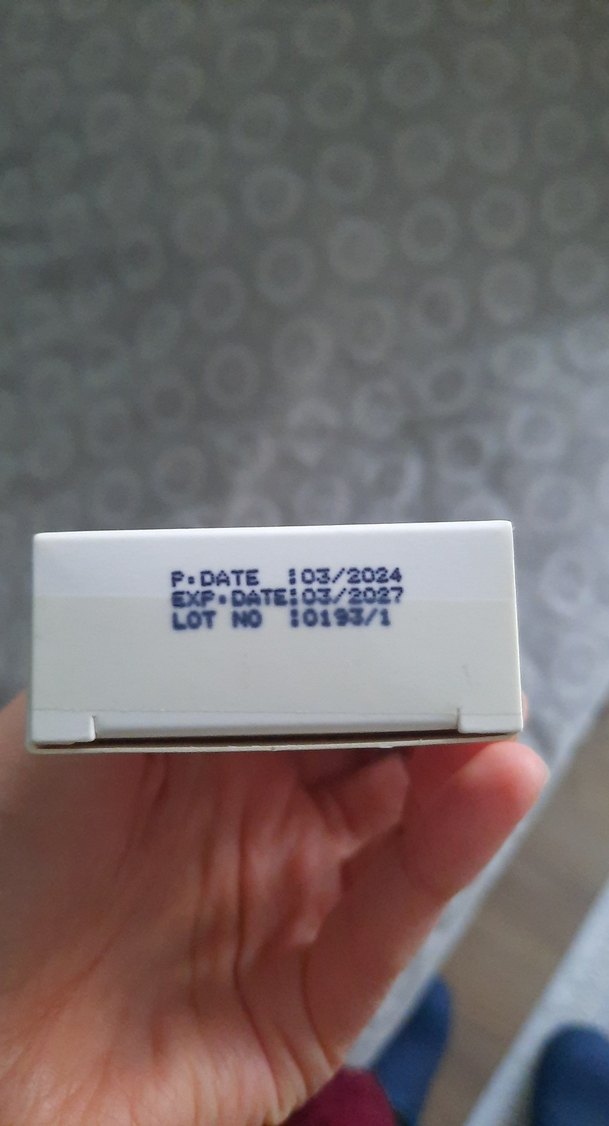 P.DATE :03/2024
EXP.DATE:03/2027
LOT NO :0193/1